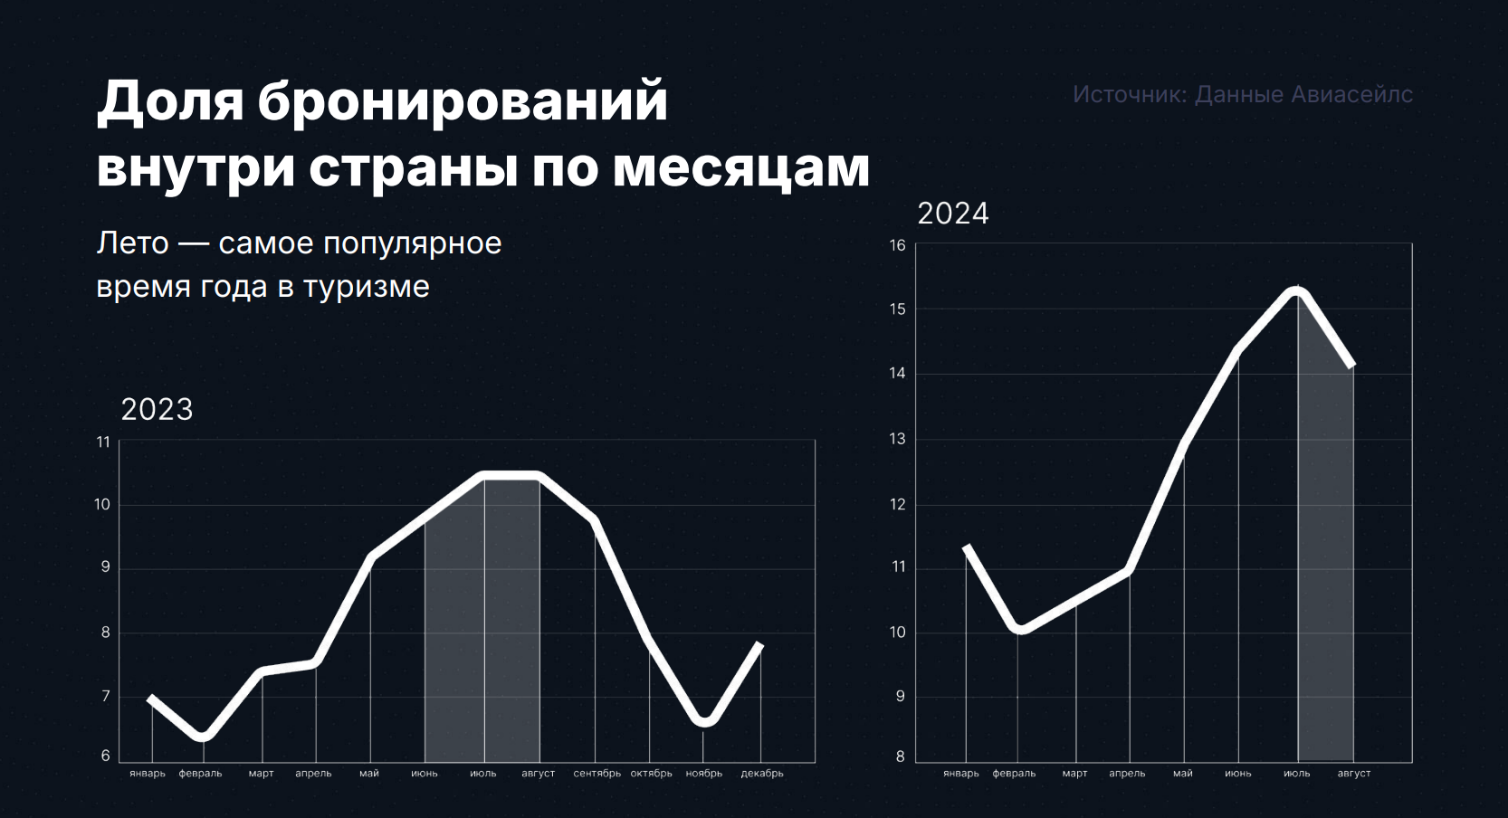 Доля бронирований
внутри страны по месяцам
Источник: Данные Авиасейлс
Лето — самое популярное
время года в туризме
2023
11
10
9
8
7
6
январь февраль март апрель май июнь июль август сентябрь октябрь ноябрь декабрь
2024
16
15
14
13
12
11
10
9
8
январь февраль март апрель май июнь июль август